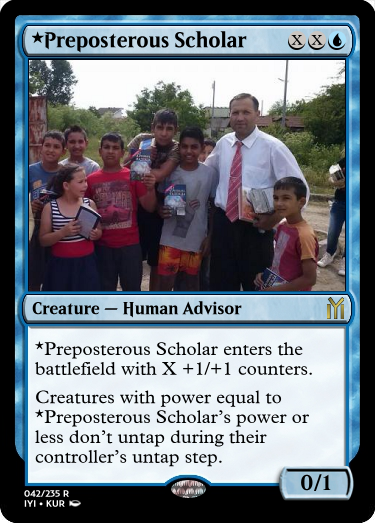 ★Preposterous Scholar XXU
Creature — Human Advisor
★Preposterous Scholar enters the
battlefield with X +1/+1 counters.
Creatures with power equal to
★Preposterous Scholar's power or
less don't untap during their
controller's untap step.
0/1
042/235 R
IYI • KUR